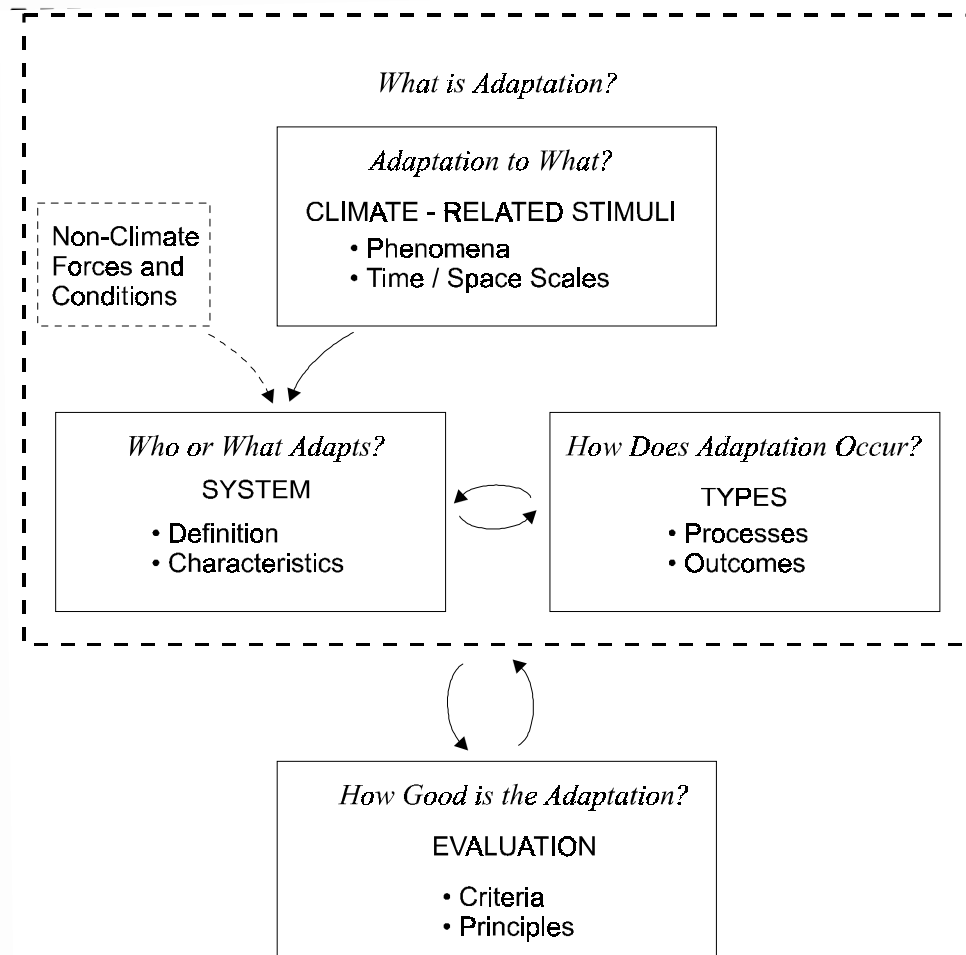 What is Adaptation?
Adaptation to What?
CLIMATE - RELATED STIMULI
• Phenomena
• Time / Space Scales
Non-Climate
Forces and
Conditions
Who or What Adapts?
SYSTEM
• Definition
• Characteristics
How Does Adaptation Occur?
TYPES
• Processes
• Outcomes
How Good is the Adaptation?
EVALUATION
• Criteria
• Principles